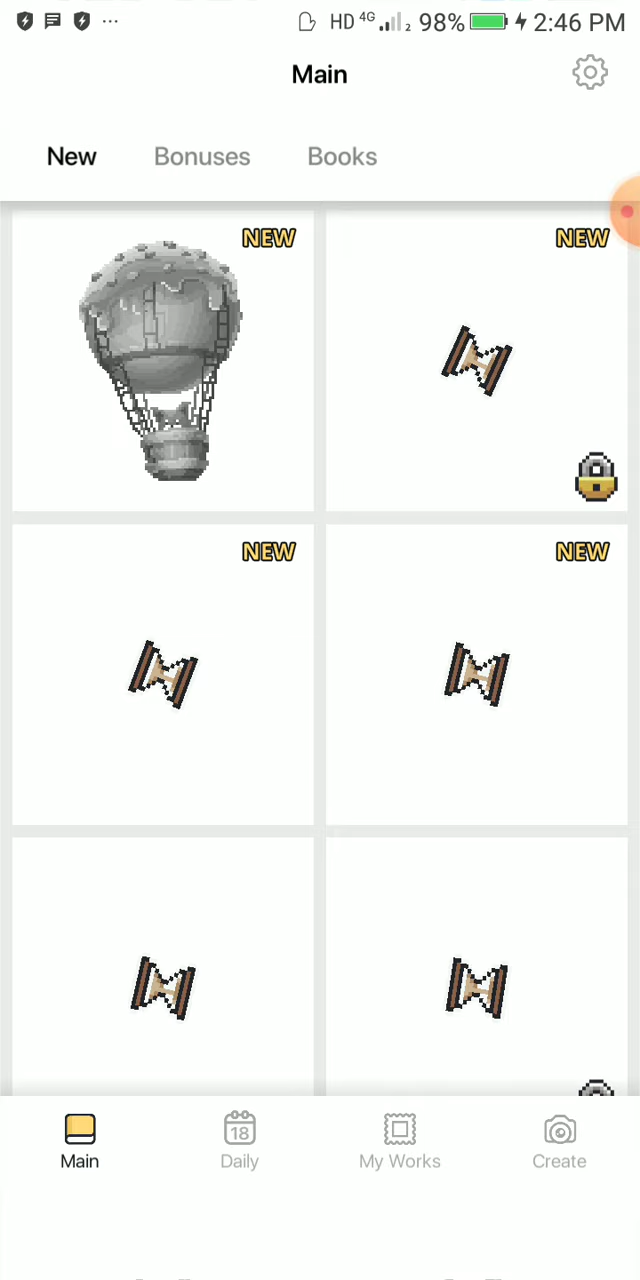 HD 4G 2 98% 2:46 PM
Main
New Bonuses Books
NEW NEW
NEW NEW
18
Main Daily My Works Create